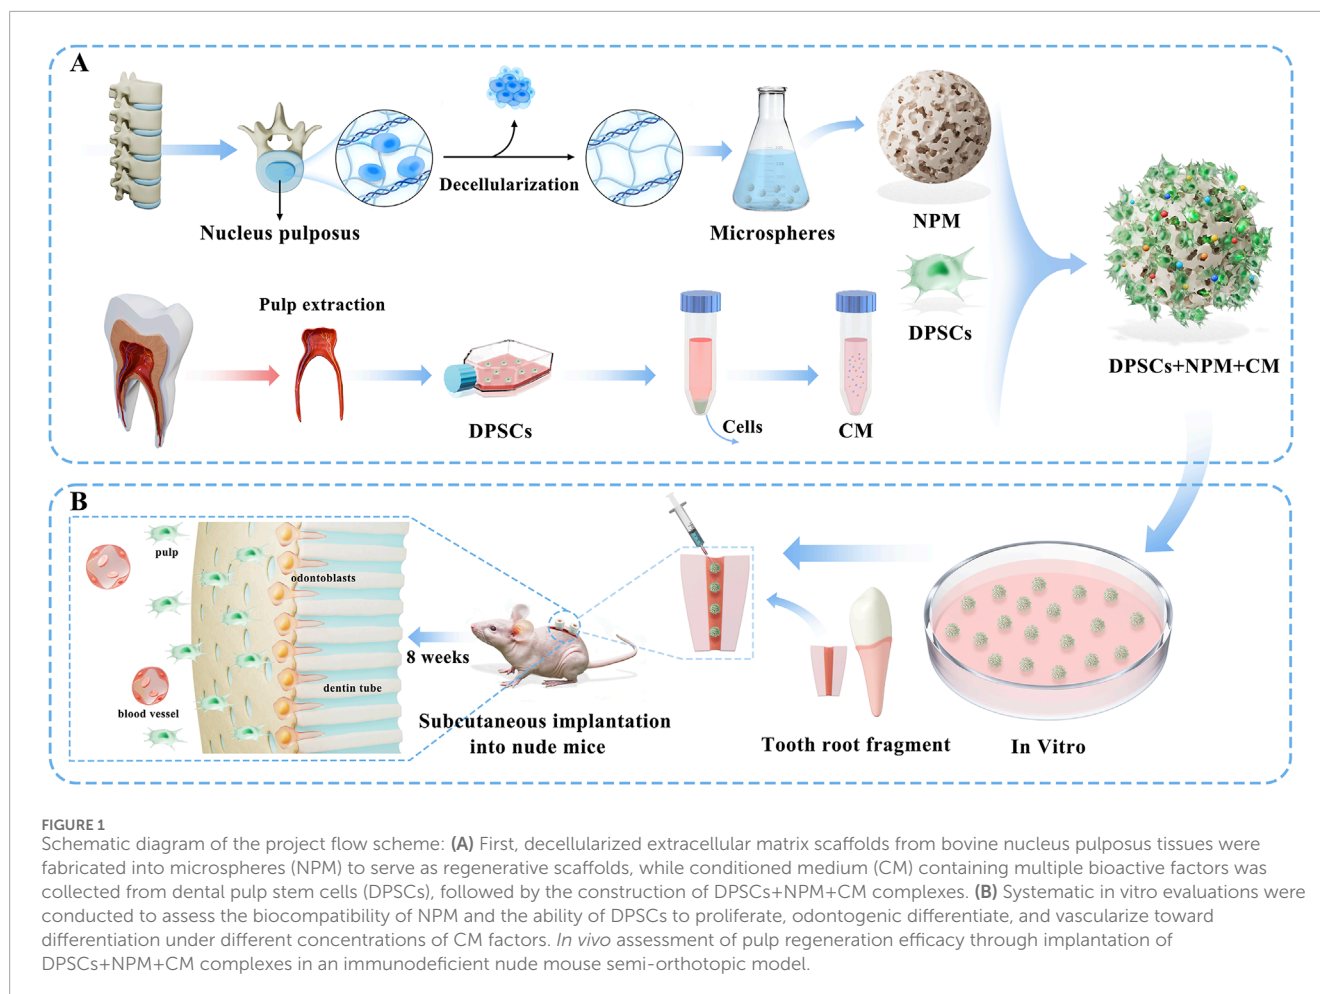 A
Decellularization
Nucleus pulposus
Microspheres
NPM
DPSCs
DPSCs+NPM+CM
Pulp extraction
DPSCs
Cells
CM
B
pulp
odontoblasts
blood vessel
dentin tube
8 weeks
Subcutaneous implantation
into nude mice
Tooth root fragment
In Vitro
FIGURE 1
Schematic diagram of the project flow scheme: (A) First, decellularized extracellular matrix scaffolds from bovine nucleus pulposus tissues were
fabricated into microspheres (NPM) to serve as regenerative scaffolds, while conditioned medium (CM) containing multiple bioactive factors was
collected from dental pulp stem cells (DPSCs), followed by the construction of DPSCs+NPM+CM complexes. (B) Systematic in vitro evaluations were
conducted to assess the biocompatibility of NPM and the ability of DPSCs to proliferate, odontogenic differentiate, and vascularize toward
differentiation under different concentrations of CM factors. In vivo assessment of pulp regeneration efficacy through implantation of
DPSCs+NPM+CM complexes in an immunodeficient nude mouse semi-orthotopic model.